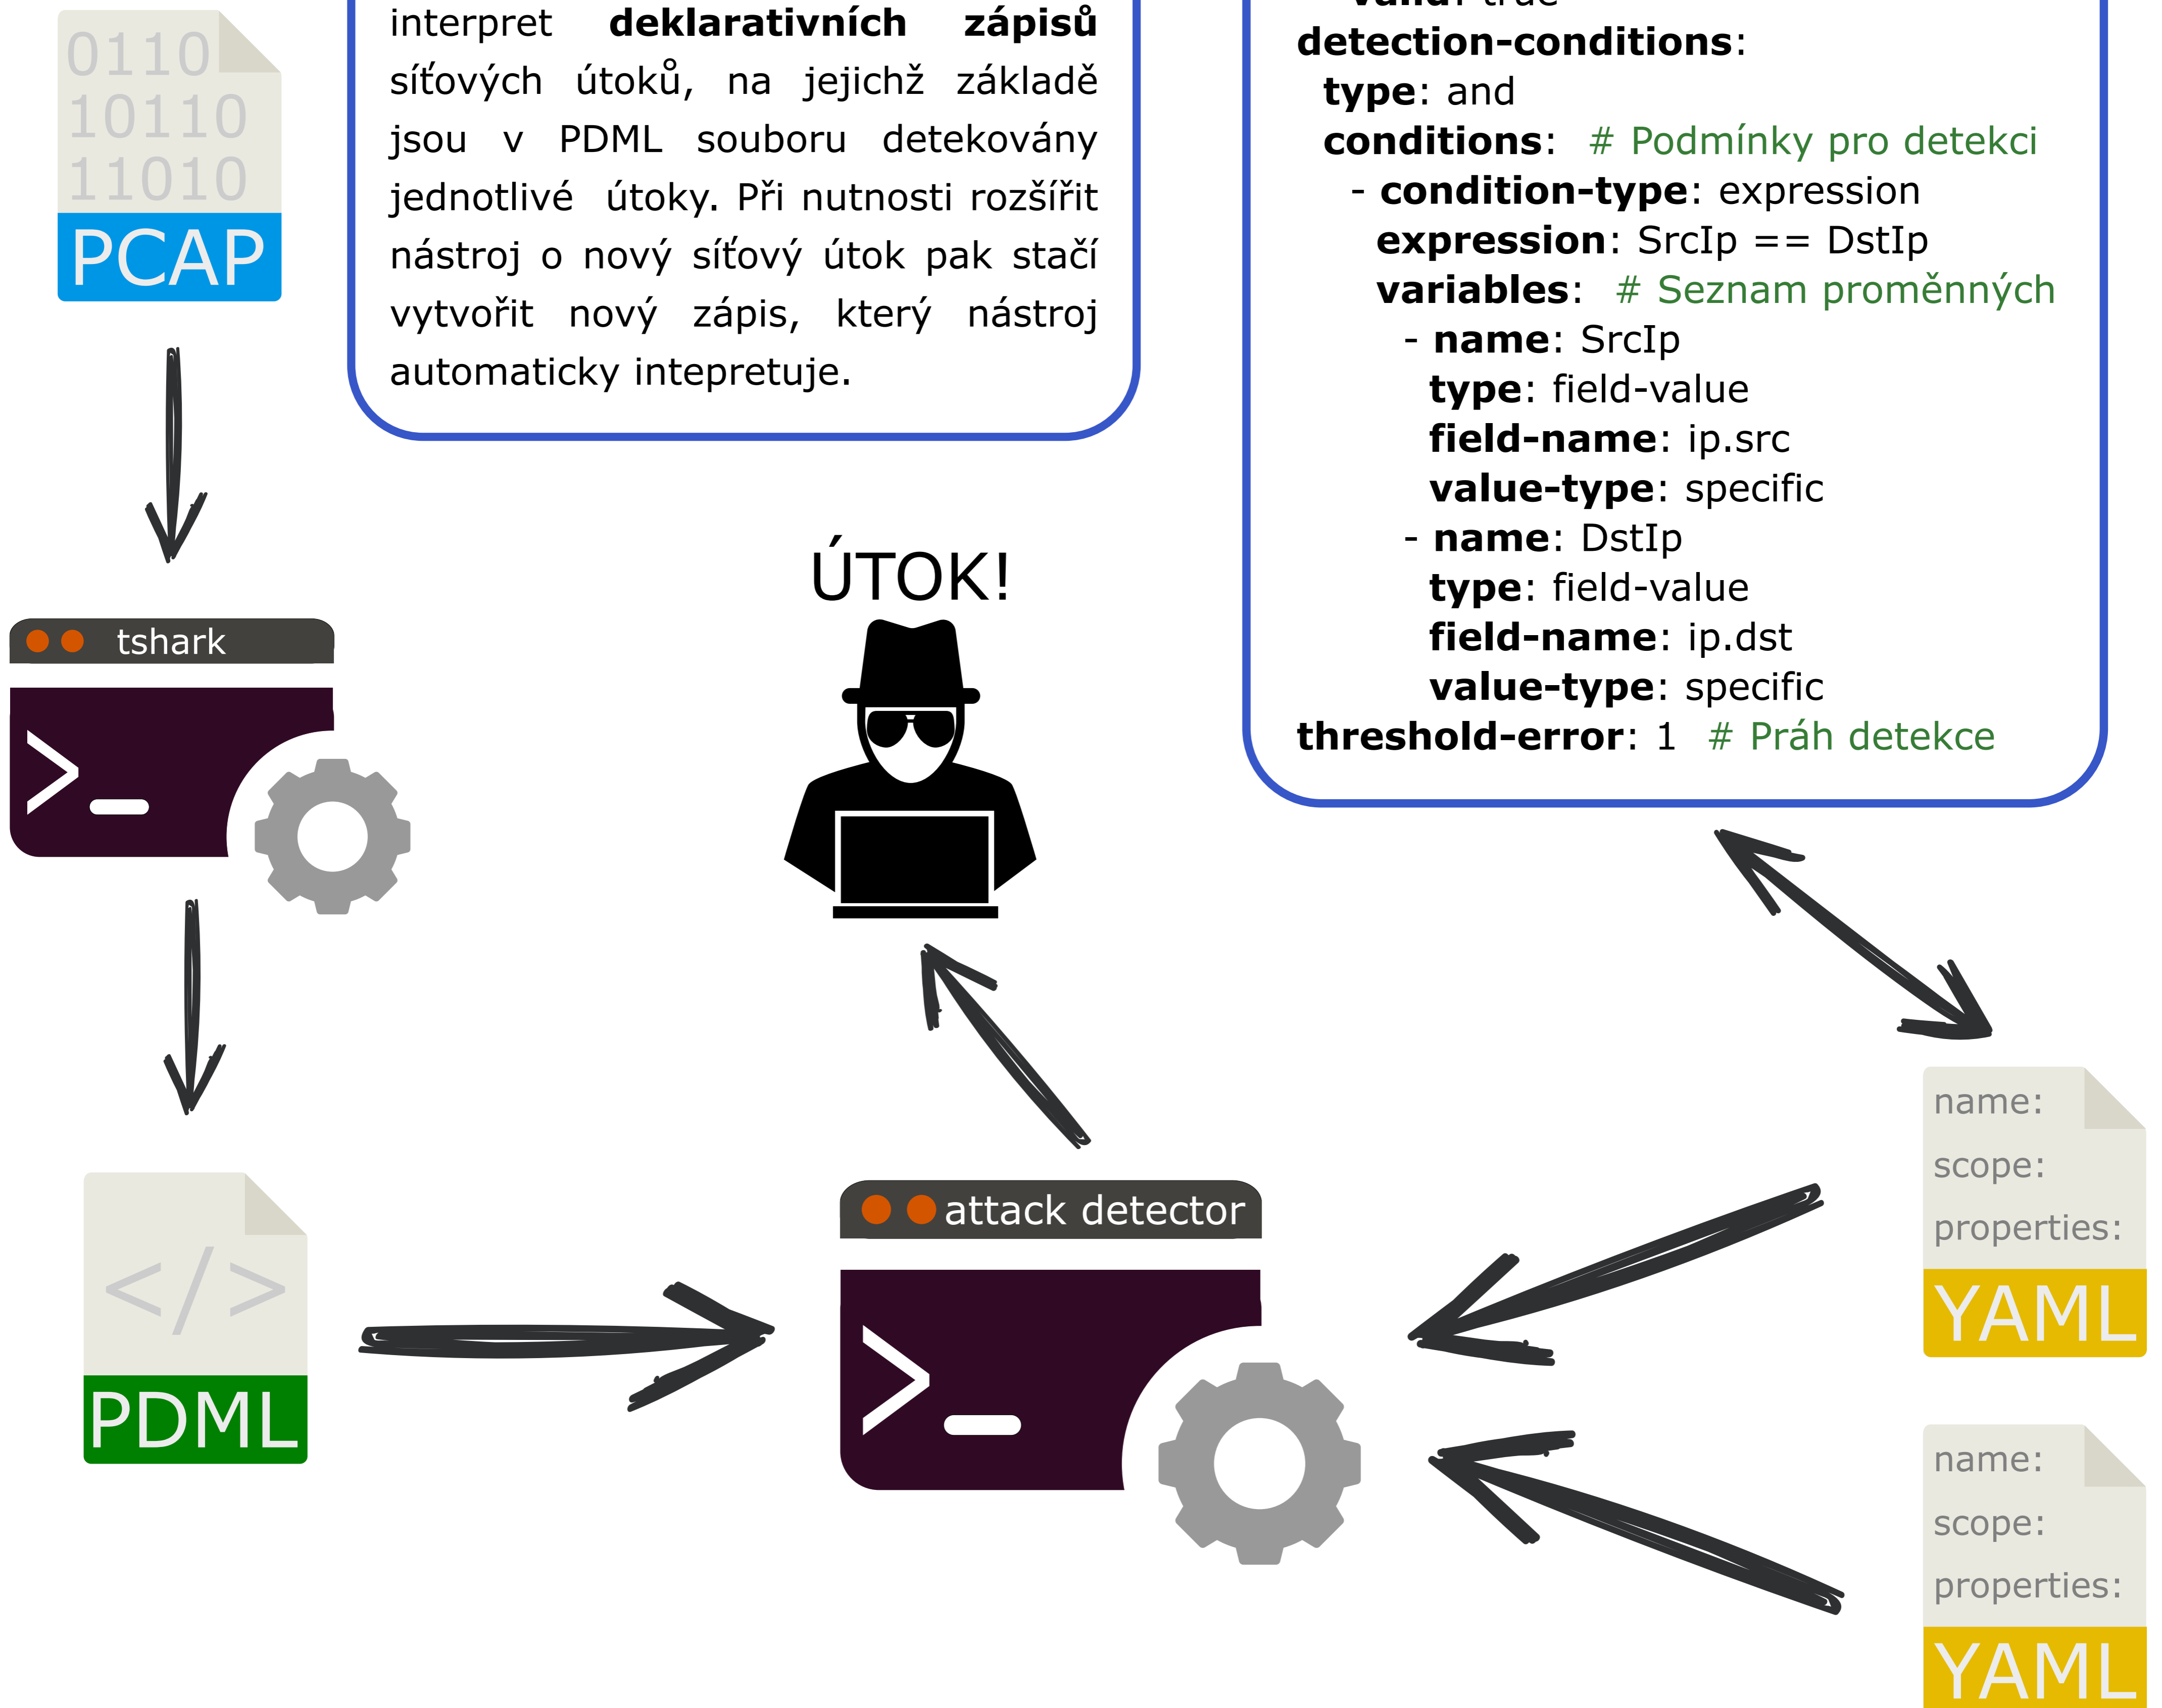 0110
10110
11010
PCAP
interpret deklarativních zápisů
síťových útoků, na jejichž základě
jsou v PDML souboru detekovány
jednotlivé útoky. Při nutnosti rozšířit
nástroj o nový síťový útok pak stačí
vytvořit nový zápis, který nástroj
automaticky intepretuje.
valid: true
detection-conditions:
type: and
conditions: # Podmínky pro detekci
- condition-type: expression
expression: SrcIp == DstIp
variables: # Seznam proměnných
- name: SrcIp
type: field-value
field-name: ip.src
value-type: specific
- name: DstIp
type: field-value
field-name: ip.dst
value-type: specific
threshold-error: 1 # Práh detekce
tshark
>_
ÚTOK!
</>
PDML
attack detector
>_
name:
scope:
properties:
YAML
name:
scope:
properties:
YAML